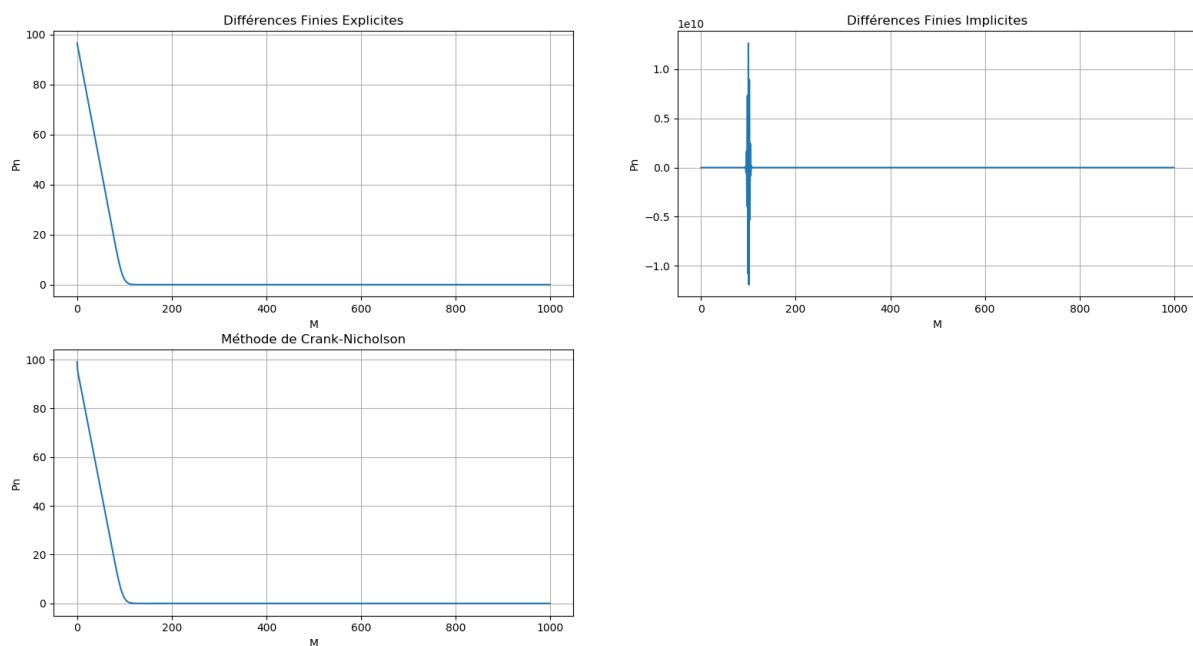 Différences Finies Explicites
100
80
60
40
20
0
Pn
0 200 400 600 800 1000
M
Différences Finies Implicites
1e10
1.0
0.5
0.0
−0.5
−1.0
Pn
0 200 400 600 800 1000
M
Méthode de Crank-Nicholson
100
80
60
40
20
0
Pn
0 200 400 600 800 1000
M